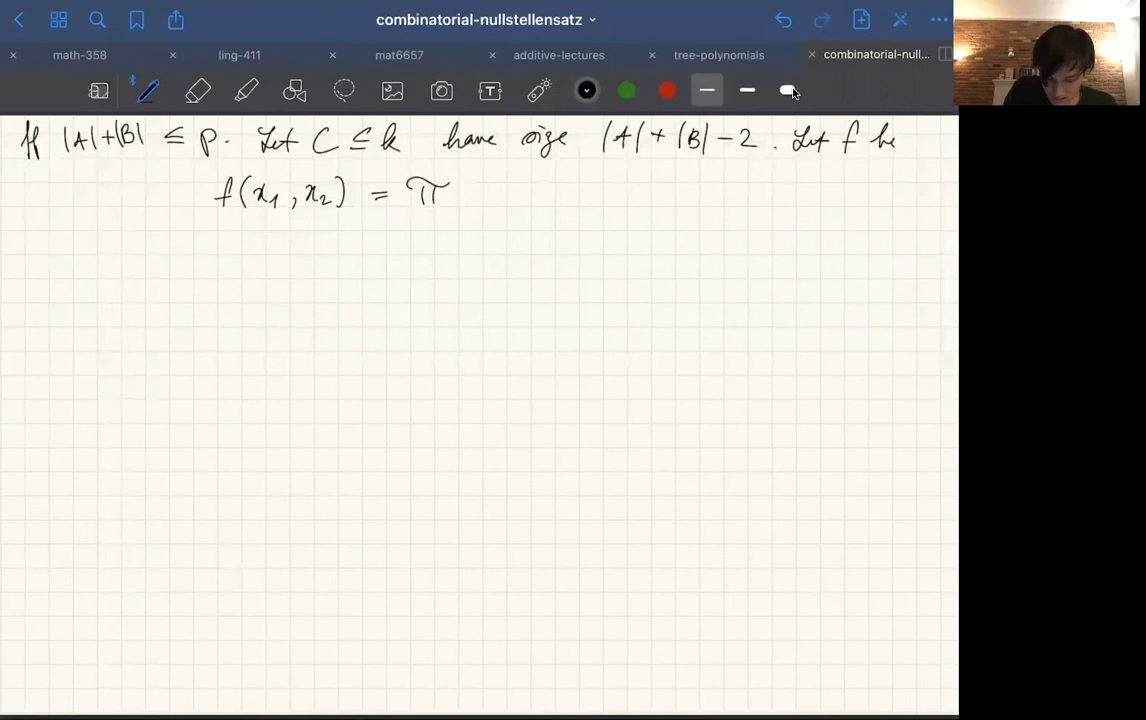 combinatorial-nullstellensatz
math-358
ling-411
mat6657
additive-lectures
tree-polynomials
combinatorial-null...
If |A|+|B| ≤ p. Let C ⊆ k have size |A| + |B| - 2. Let f be
f(x₁, x₂) = π